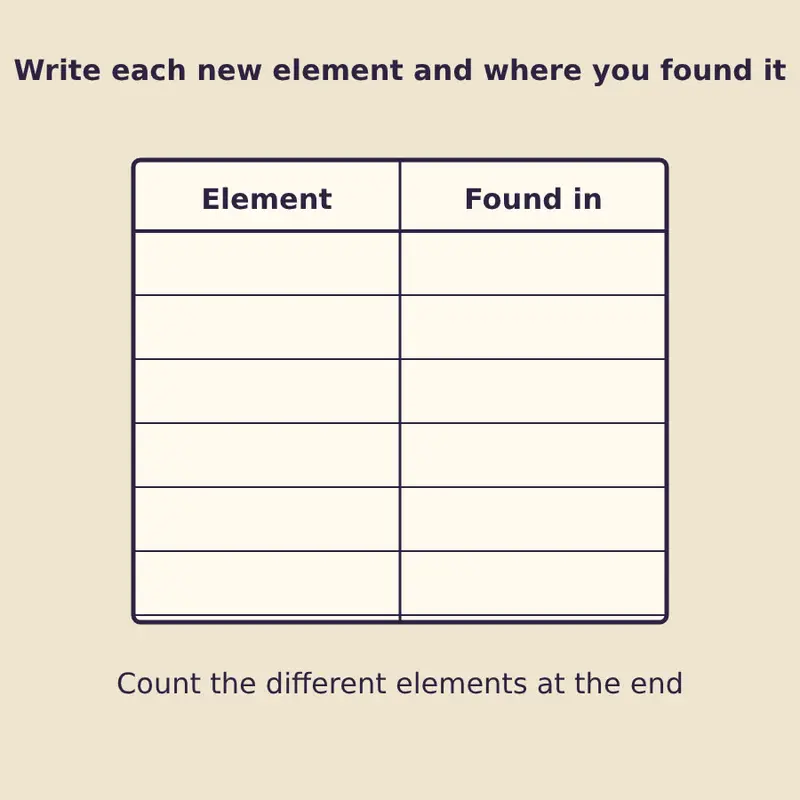 Write each new element and where you found it
Element Found in
Count the different elements at the end